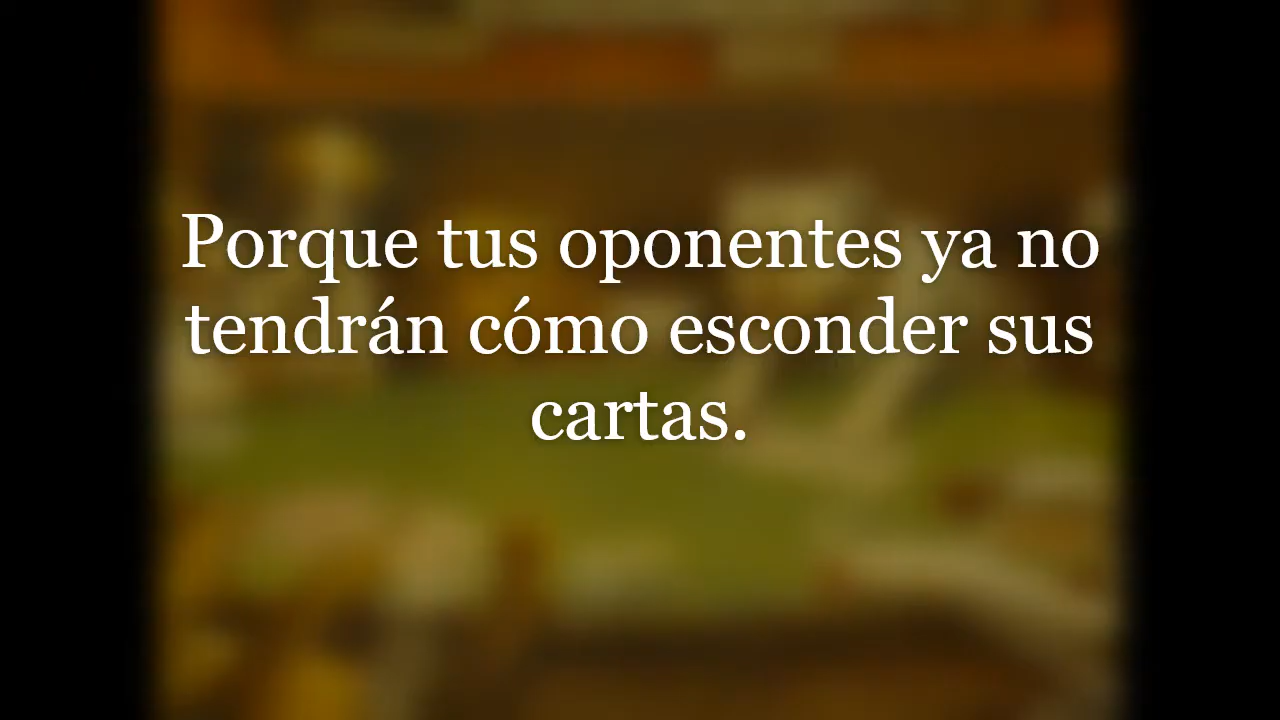 Porque tus oponentes ya no
tendrán cómo esconder sus
cartas.